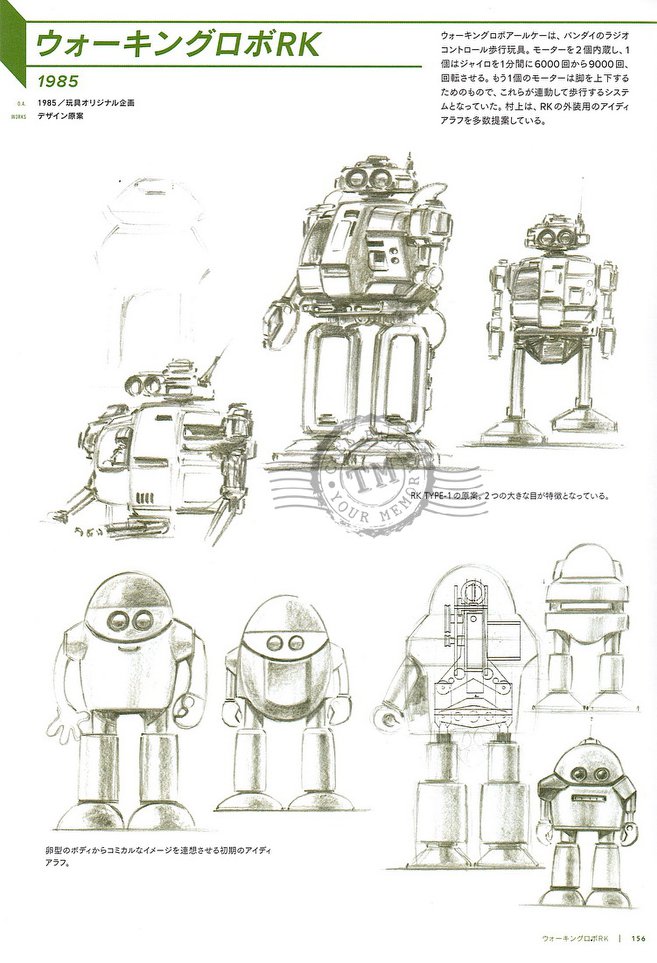 ウォーキングロボRK
1985
O.A.
1985／玩具オリジナル企画
WORKS
デザイン原案
ウォーキングロボアールケーは、バンダイのラジオ
コントロール歩行玩具。モーターを2個内蔵し、1
個はジャイロを1分間に6000回から9000回、
回転させる。もう1個のモーターは脚を上下する
ためのもので、これらが連動して歩行するシステ
ムとなっていた。村上は、RKの外装用のアイディ
アラフを多数提案している。
TM
YOUR MEMOR
RK TYPE-1の原案。2つの大きな目が特徴となっている。
卵型のボディからコミカルなイメージを連想させる初期のアイディ
アラフ。
ウォーキングロボRK | 156